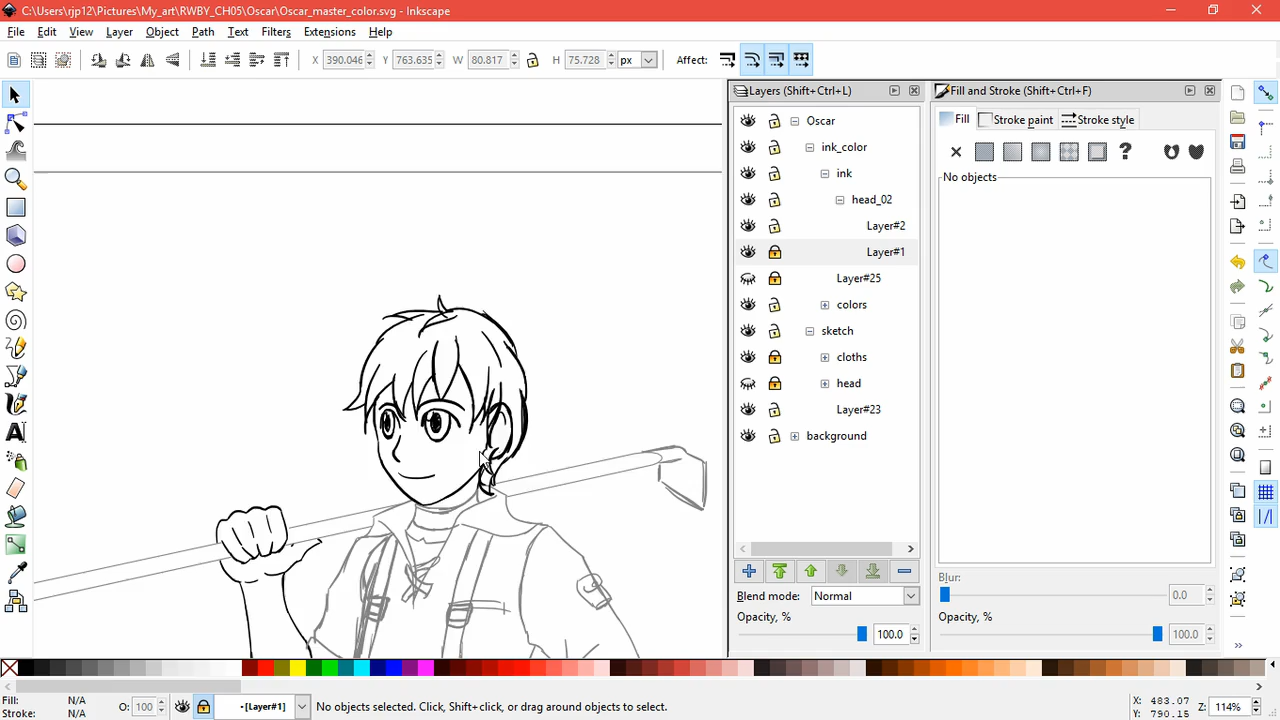 C:\Users\rjp12\Pictures\My_art\RWBY_CH05\Oscar\Oscar_master_color.svg - Inkscape
File Edit View Layer Object Path Text Filters Extensions Help
X 390.046 Y 763.635 W 80.817 H 75.728 px Affect:
Layers (Shift+Ctrl+L)
Oscar
ink_color
ink
head_02
Layer#2
Layer#1
Layer#25
colors
sketch
cloths
head
Layer#23
background
Blend mode: Normal
Opacity, %
100.0
Fill and Stroke (Shift+Ctrl+F)
Fill Stroke paint Stroke style
?
No objects
Blur:
0.0
Opacity, %
100.0
Fill: N/A
Stroke: N/A
O: 100
-[Layer#1]
No objects selected. Click, Shift+click, or drag around objects to select.
X: 483.07
Y: 790.15
Z: 114%